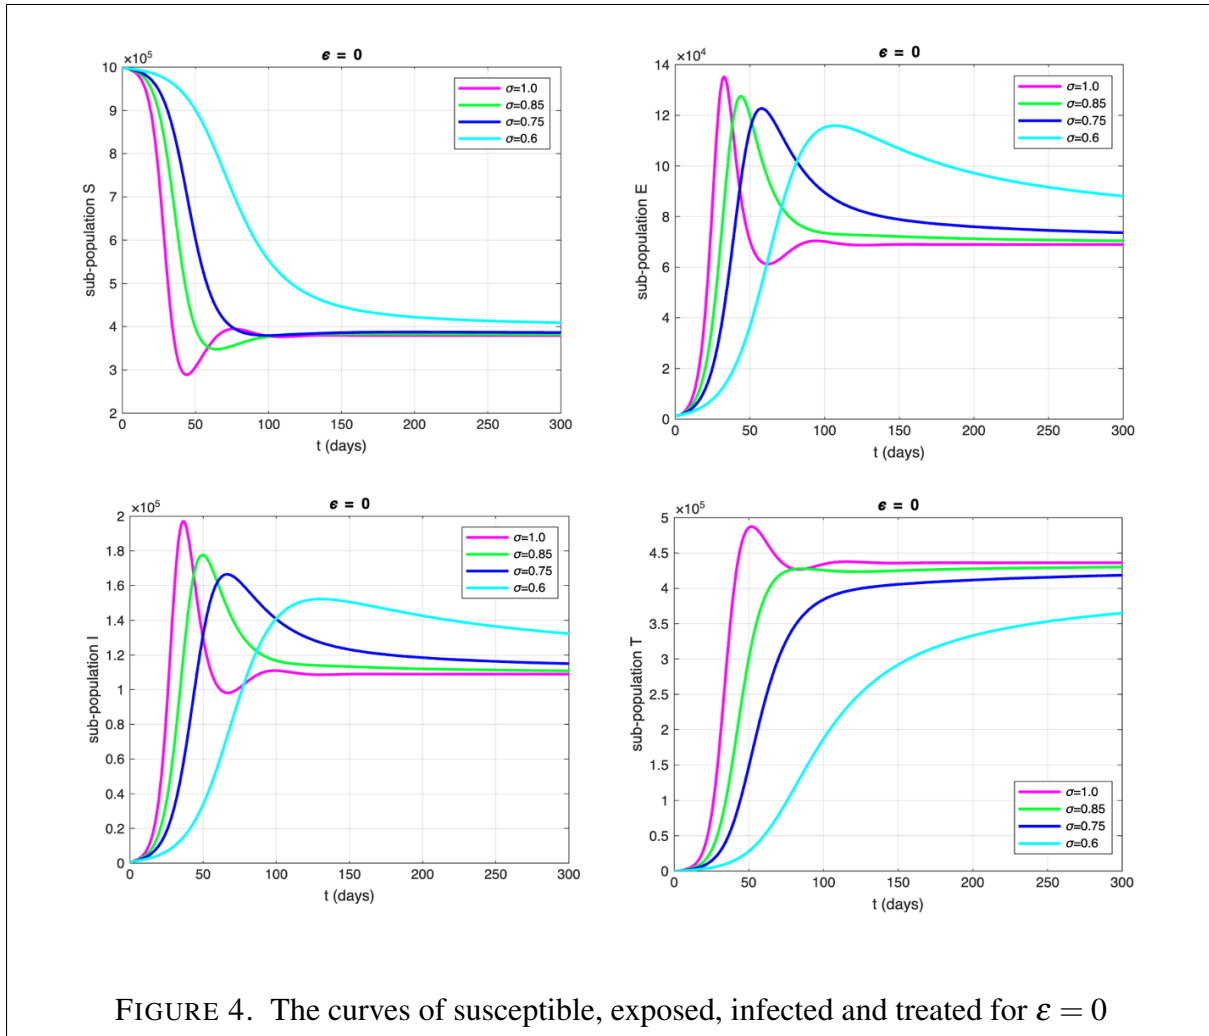 ×10⁵
ε = 0
10
9
8
7
6
5
4
3
2
0
50
100
150
200
250
300
sub-population S
t (days)
σ=1.0
σ=0.85
σ=0.75
σ=0.6
×10⁴
ε = 0
14
12
10
8
6
4
2
0
0
50
100
150
200
250
300
sub-population E
t (days)
σ=1.0
σ=0.85
σ=0.75
σ=0.6
×10⁵
ε = 0
2
1.8
1.6
1.4
1.2
1
0.8
0.6
0.4
0.2
0
0
50
100
150
200
250
300
sub-population I
t (days)
σ=1.0
σ=0.85
σ=0.75
σ=0.6
×10⁵
ε = 0
5
4.5
4
3.5
3
2.5
2
1.5
1
0.5
0
0
50
100
150
200
250
300
sub-population T
t (days)
σ=1.0
σ=0.85
σ=0.75
σ=0.6
FIGURE 4. The curves of susceptible, exposed, infected and treated for ε = 0